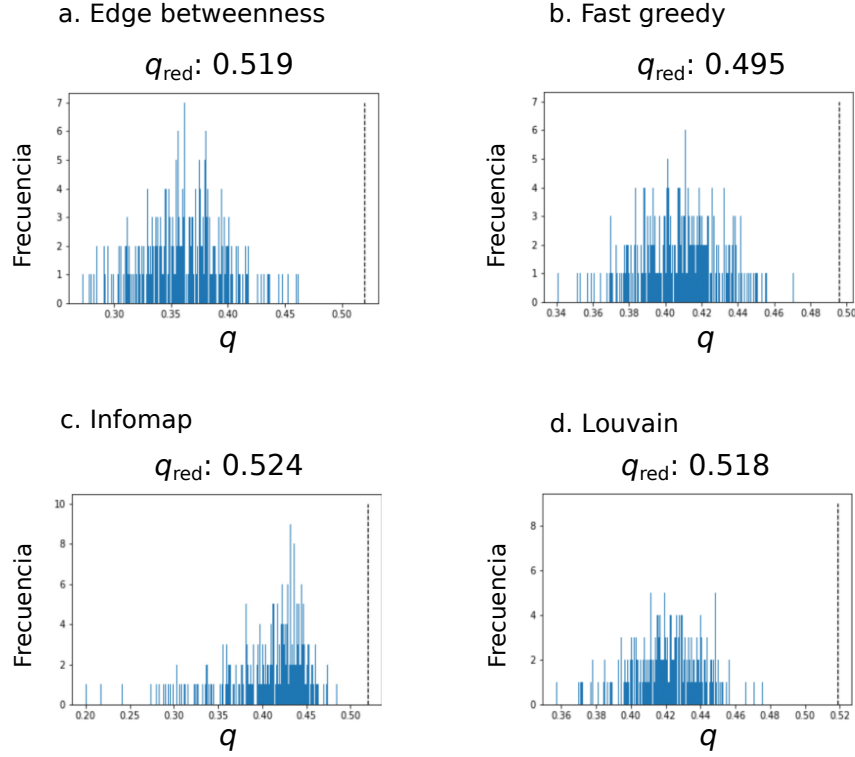 a. Edge betweenness
q_red: 0.519
Frecuencia
7
6
5
4
3
2
1
0
0.30 0.35 0.40 0.45 0.50
q
b. Fast greedy
q_red: 0.495
Frecuencia
7
6
5
4
3
2
1
0
0.34 0.36 0.38 0.40 0.42 0.44 0.46 0.48 0.50
q
c. Infomap
q_red: 0.524
Frecuencia
10
8
6
4
2
0
0.20 0.25 0.30 0.35 0.40 0.45 0.50
q
d. Louvain
q_red: 0.518
Frecuencia
8
6
4
2
0
0.36 0.38 0.40 0.42 0.44 0.46 0.48 0.50 0.52
q